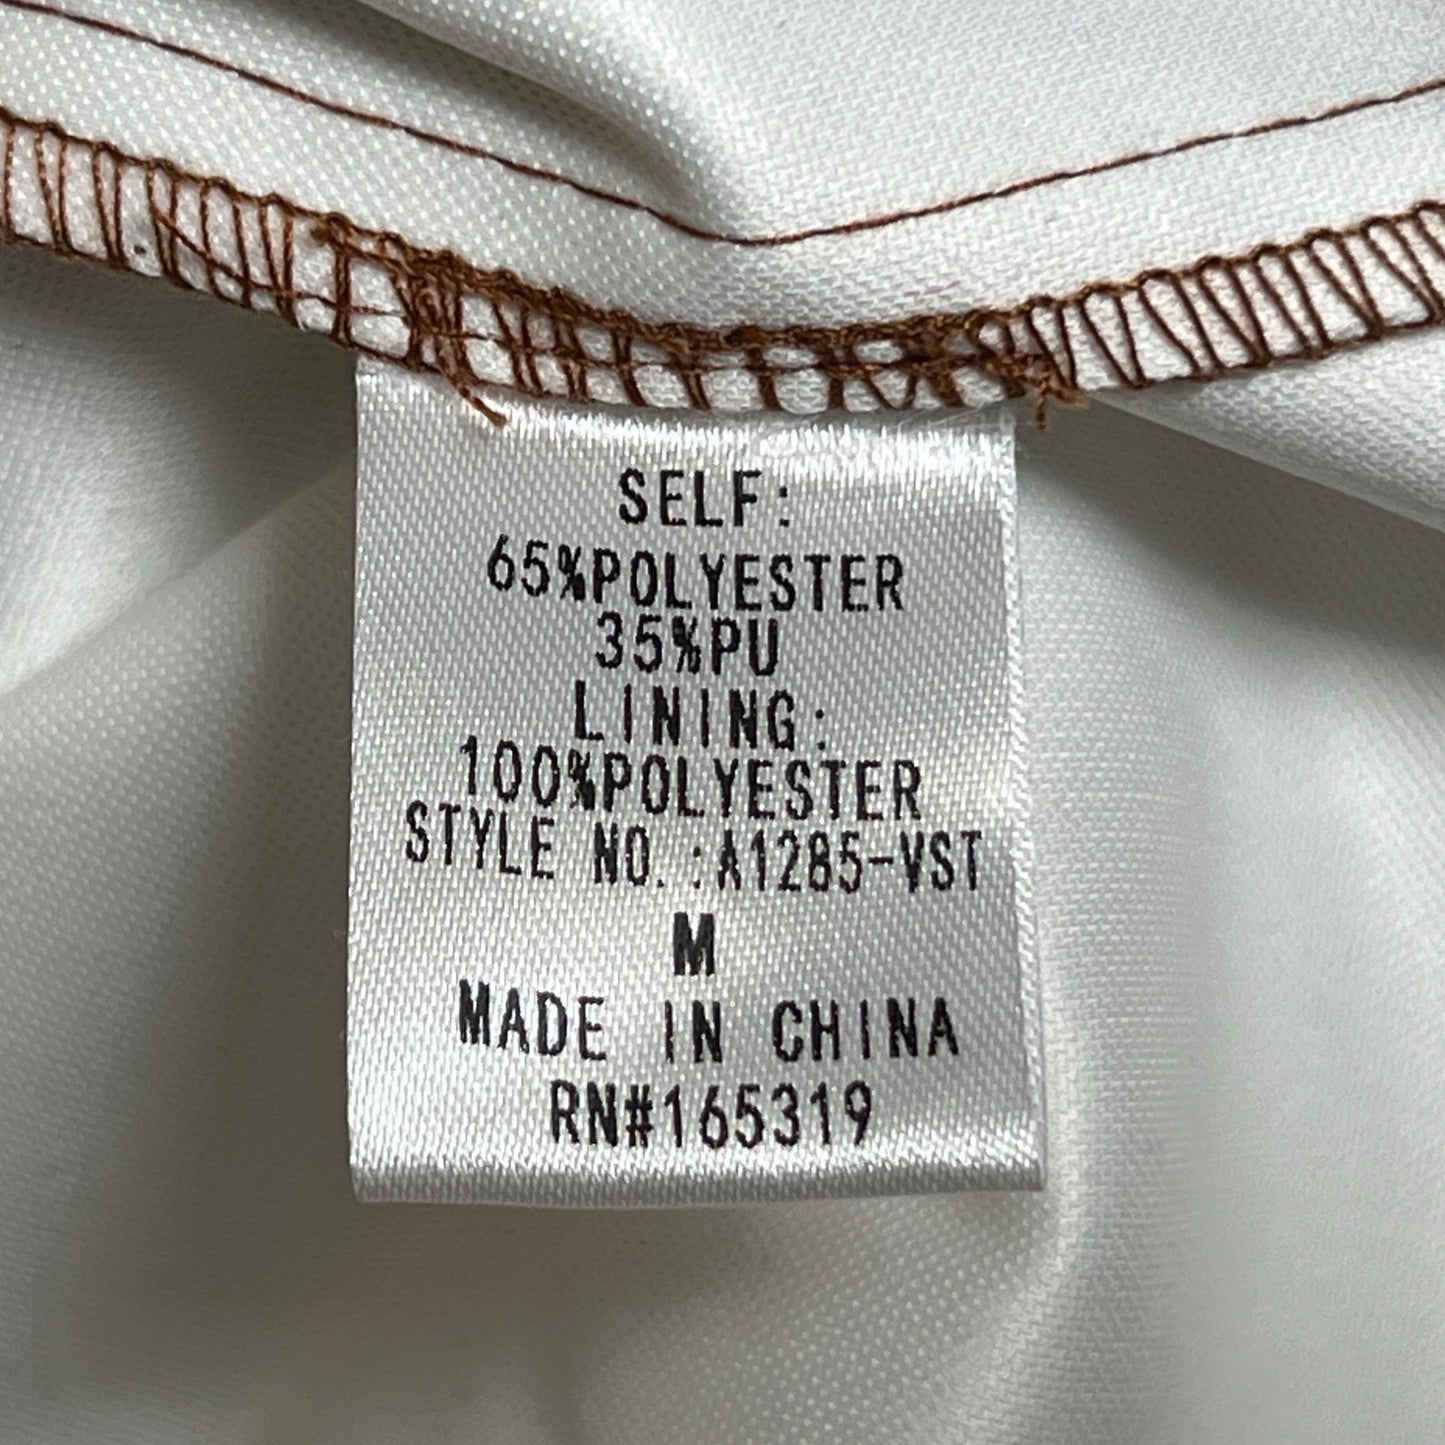 SELF:
65%POLYESTER
35%PU
LINING:
100%POLYESTER
STYLE NO.:A1285-VST
M
MADE IN CHINA
RN#165319